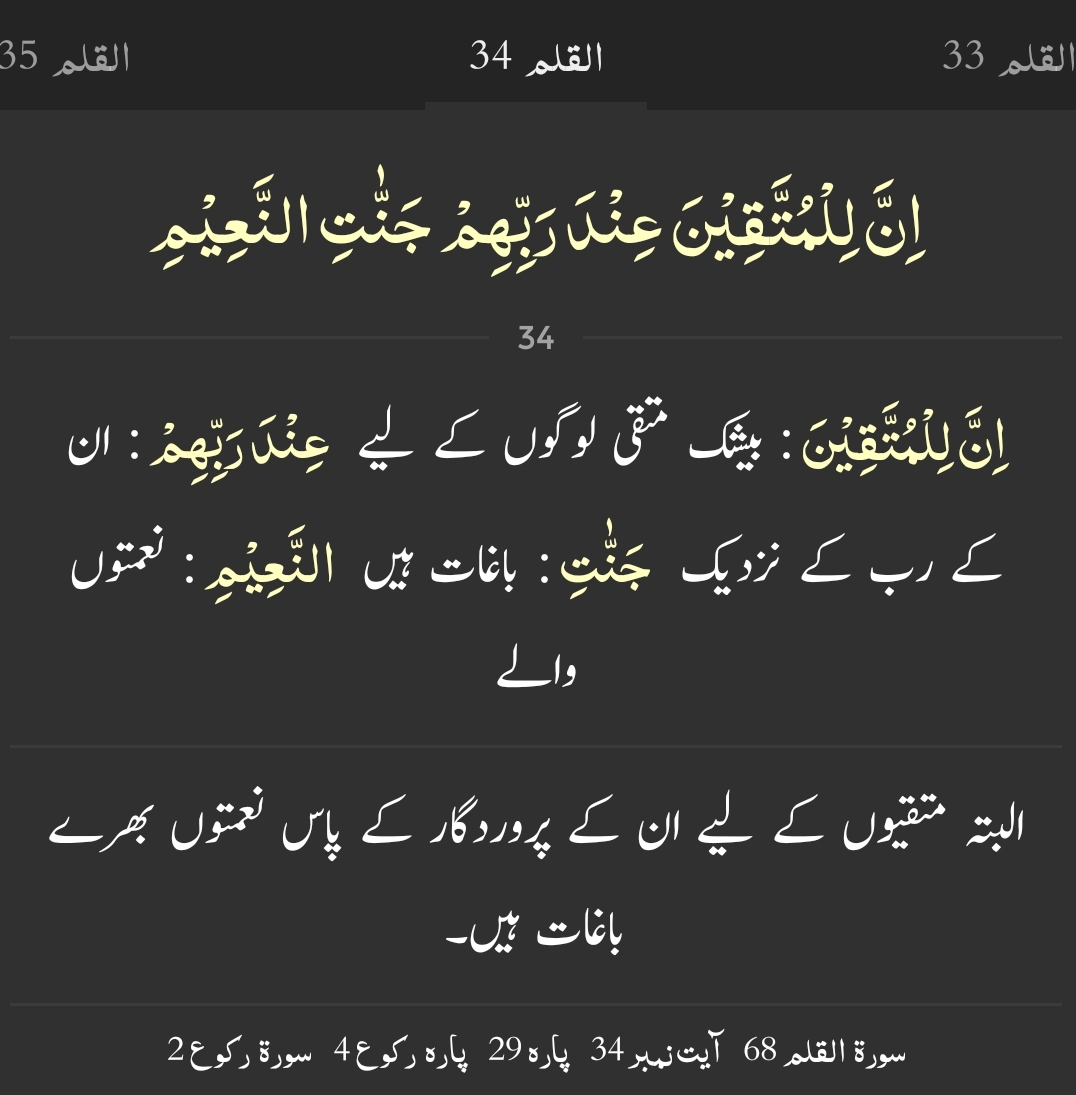 القلم 33
القلم 34
القلم 35
اِنَّ لِلْمُتَّقِيْنَ عِنْدَ رَبِّهِمْ جَنّٰتِ النَّعِيْمِ
34
اِنَّ لِلْمُتَّقِيْنَ : بیشک متقی لوگوں کے لیے عِنْدَ رَبِّهِمْ : ان
کے رب کے نزدیک جَنّٰتِ : باغات ہیں النَّعِيْمِ : نعمتوں
والے
البتہ متقیوں کے لیے ان کے پروردگار کے پاس نعمتوں بھرے
باغات ہیں۔
سورۃ القلم 68 آیت نمبر 34 پارہ 29 پارہ رکوع 4 سورۃ رکوع 2